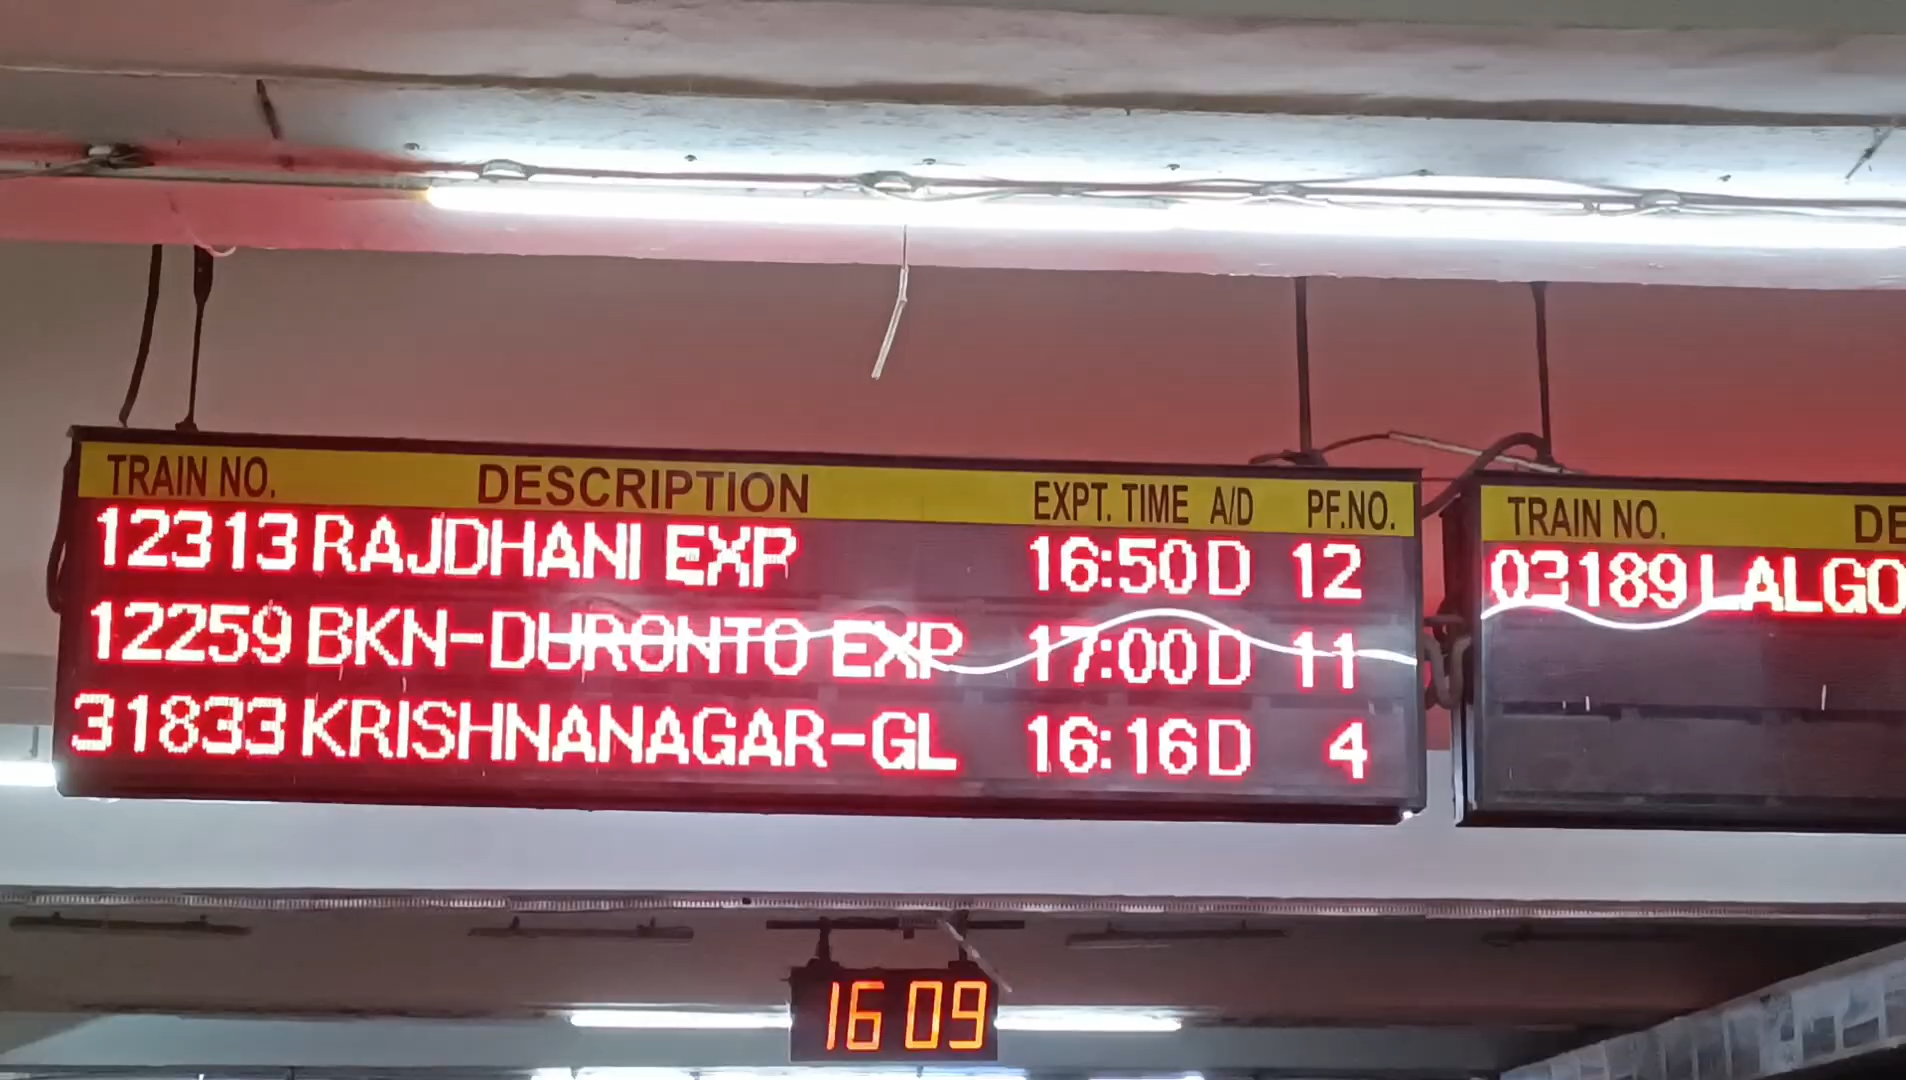 TRAIN NO. DESCRIPTION EXPT. TIME A/D PF.NO.
12313 RAJDHANI EXP 16:50 D 12
12259 BKN-DURONTO EXP 17:00 D 11
31833 KRISHNANAGAR-GL 16:16 D 4
TRAIN NO. DE
03189 LALGO
16 09